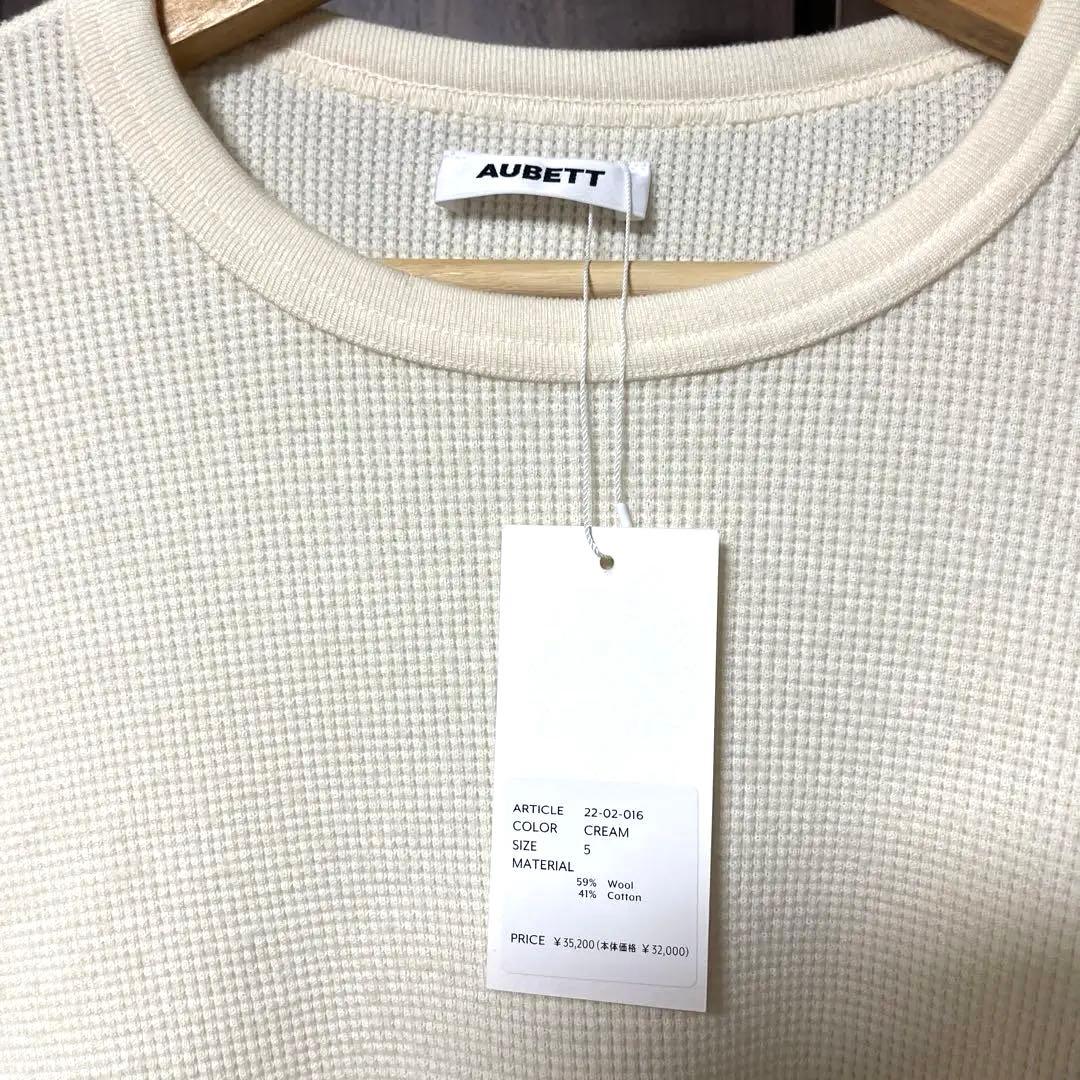 AUBETT
ARTICLE 22-02-016
COLOR CREAM
SIZE 5
MATERIAL
59% Wool
41% Cotton
PRICE ￥35,200(本体価格 ￥32,000)